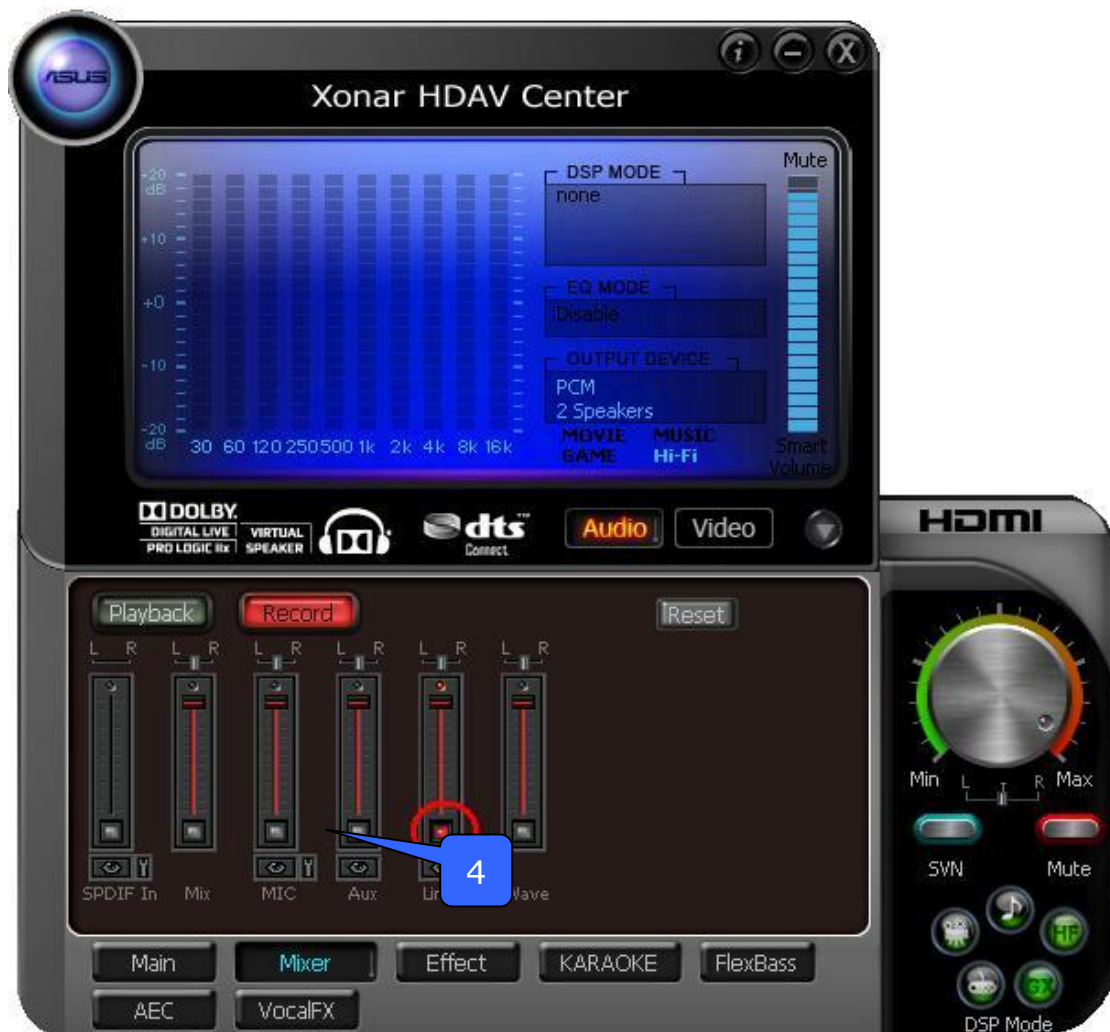 ASUS
i - X
Xonar HDAV Center
+20 dB
+10
+0
-10
-20 dB
30 60 120 250 500 1k 2k 4k 8k 16k
DSP MODE
none
EQ MODE
Disable
OUTPUT DEVICE
PCM
2 Speakers
MOVIE MUSIC
GAME Hi-Fi
Mute
Smart
Volume
DOLBY
DIGITAL LIVE
PRO LOGIC IIx
VIRTUAL
SPEAKER
dts™
Connect
Audio Video
HDMI
Playback Record Reset
L R L R L R L R L R L R
SPDIF In Mix MIC Aux Wave
4
Min L R Max
SVN Mute
HF
GX
DSP Mode
Main Mixer Effect KARAOKE FlexBass
AEC VocalFX